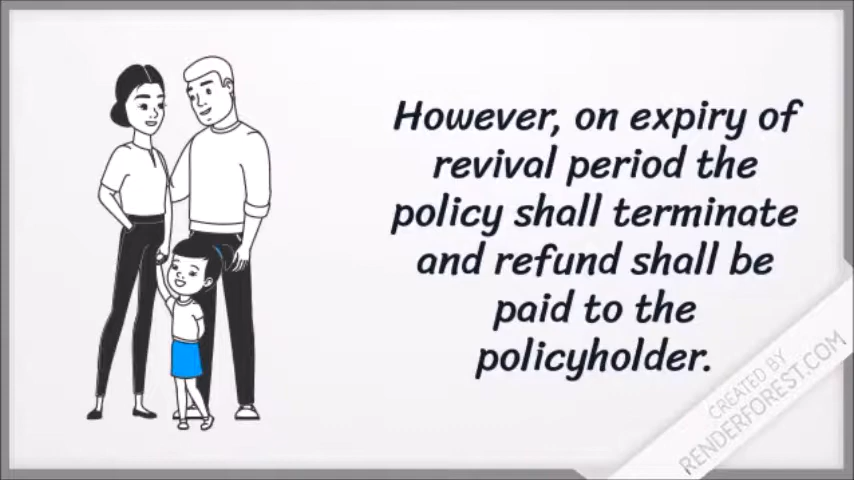 However, on expiry of
revival period the
policy shall terminate
and refund shall be
paid to the
policyholder.
CREATED BY
RENDERFOREST.COM